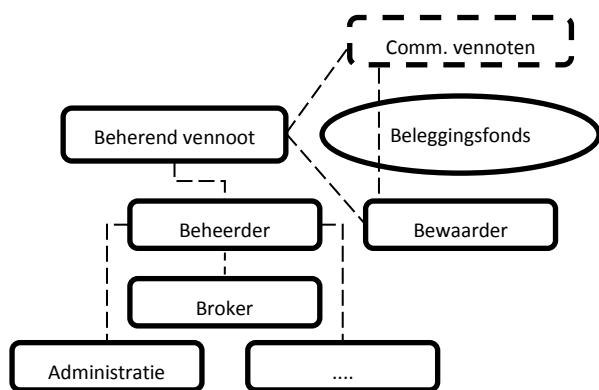 Comm. vennoten
Beherend vennoot
Beleggingsfonds
Beheerder
Bewaarder
Broker
Administratie
....